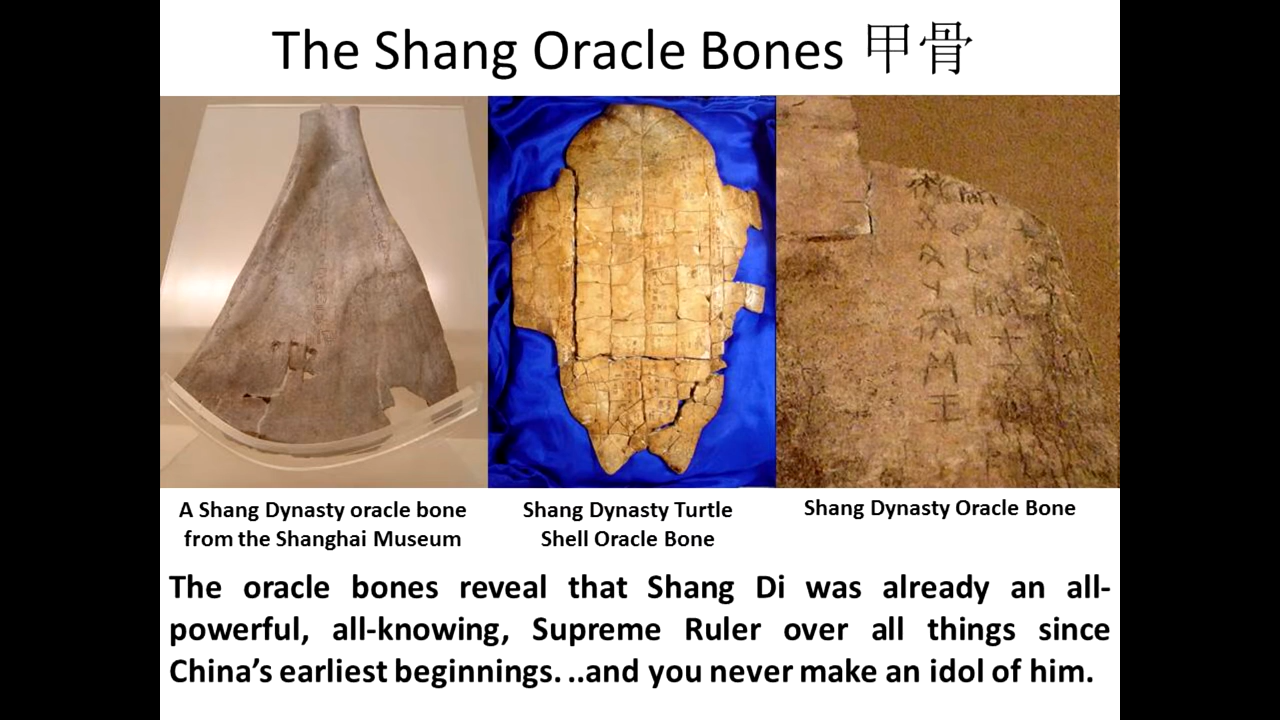 The Shang Oracle Bones 甲骨
A Shang Dynasty oracle bone
from the Shanghai Museum
Shang Dynasty Turtle
Shell Oracle Bone
Shang Dynasty Oracle Bone
The oracle bones reveal that Shang Di was already an all-
powerful, all-knowing, Supreme Ruler over all things since
China’s earliest beginnings. ..and you never make an idol of him.